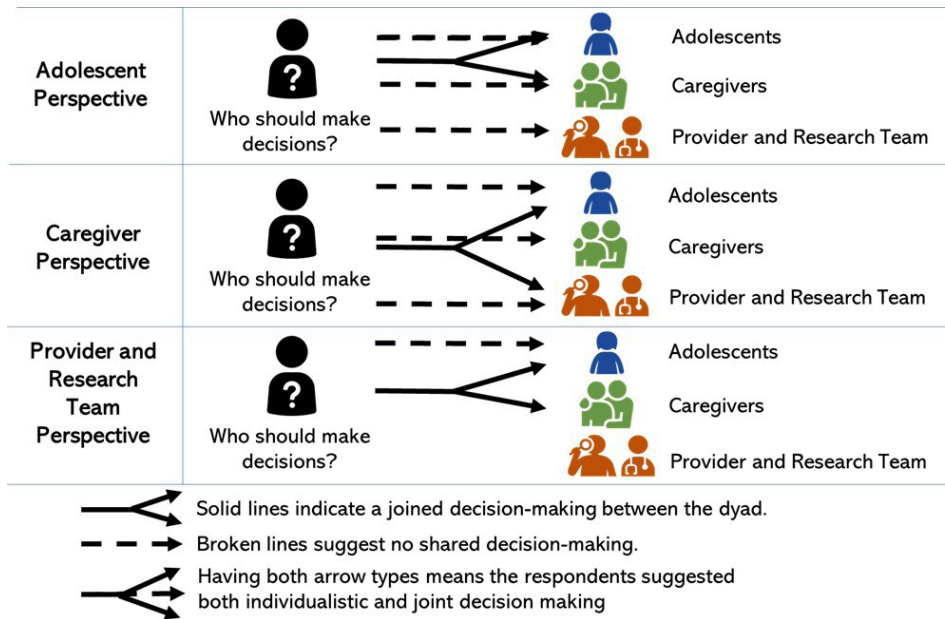 Adolescent
Perspective
?
Who should make
decisions?
Adolescents
Caregivers
Provider and Research Team
Caregiver
Perspective
?
Who should make
decisions?
Adolescents
Caregivers
Provider and Research Team
Provider and
Research
Team
Perspective
?
Who should make
decisions?
Adolescents
Caregivers
Provider and Research Team
Solid lines indicate a joined decision-making between the dyad.
Broken lines suggest no shared decision-making.
Having both arrow types means the respondents suggested
both individualistic and joint decision making